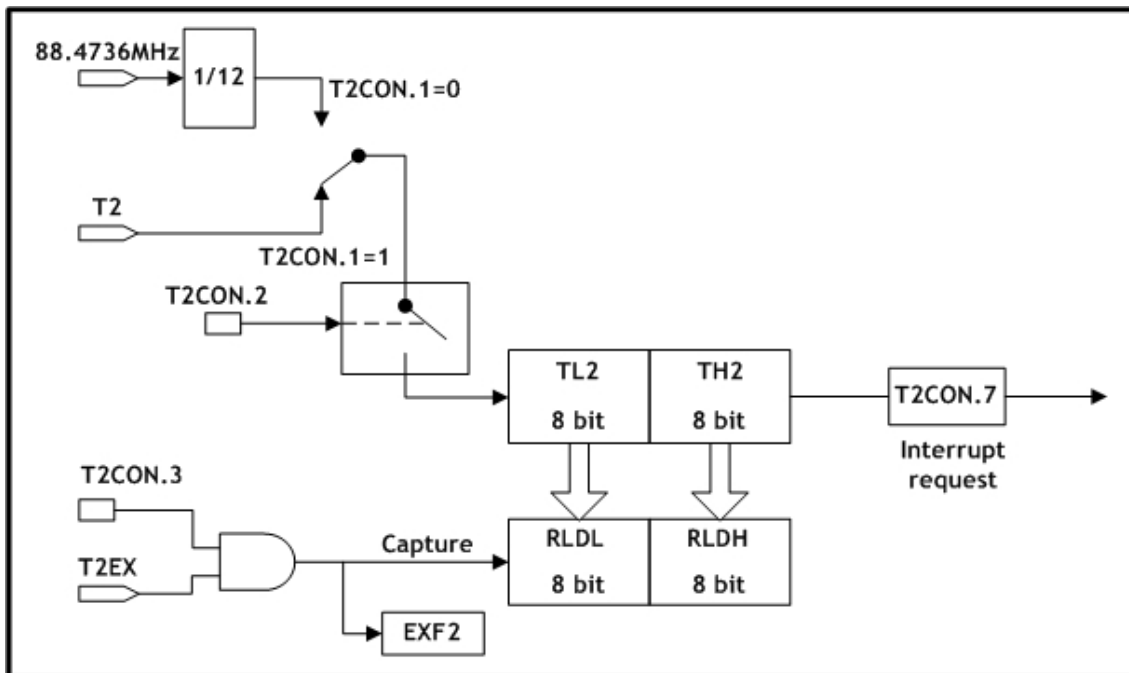 88.4736MHz
1/12
T2CON.1=0
T2
T2CON.1=1
T2CON.2
TL2
8 bit
TH2
8 bit
T2CON.7
Interrupt
request
T2CON.3
T2EX
Capture
RLDL
8 bit
RLDH
8 bit
EXF2